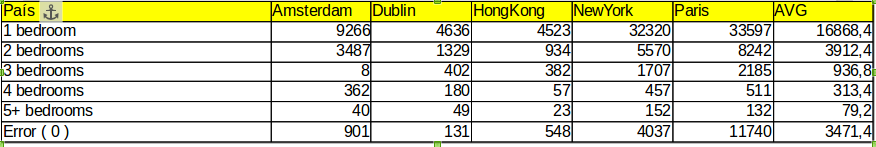 País Amsterdam Dublin HongKong NewYork Paris AVG
1 bedroom 9266 4636 4523 32320 33597 16868,4
2 bedrooms 3487 1329 934 5570 8242 3912,4
3 bedrooms 8 402 382 1707 2185 936,8
4 bedrooms 362 180 57 457 511 313,4
5+ bedrooms 40 49 23 152 132 79,2
Error ( 0 ) 901 131 548 4037 11740 3471,4